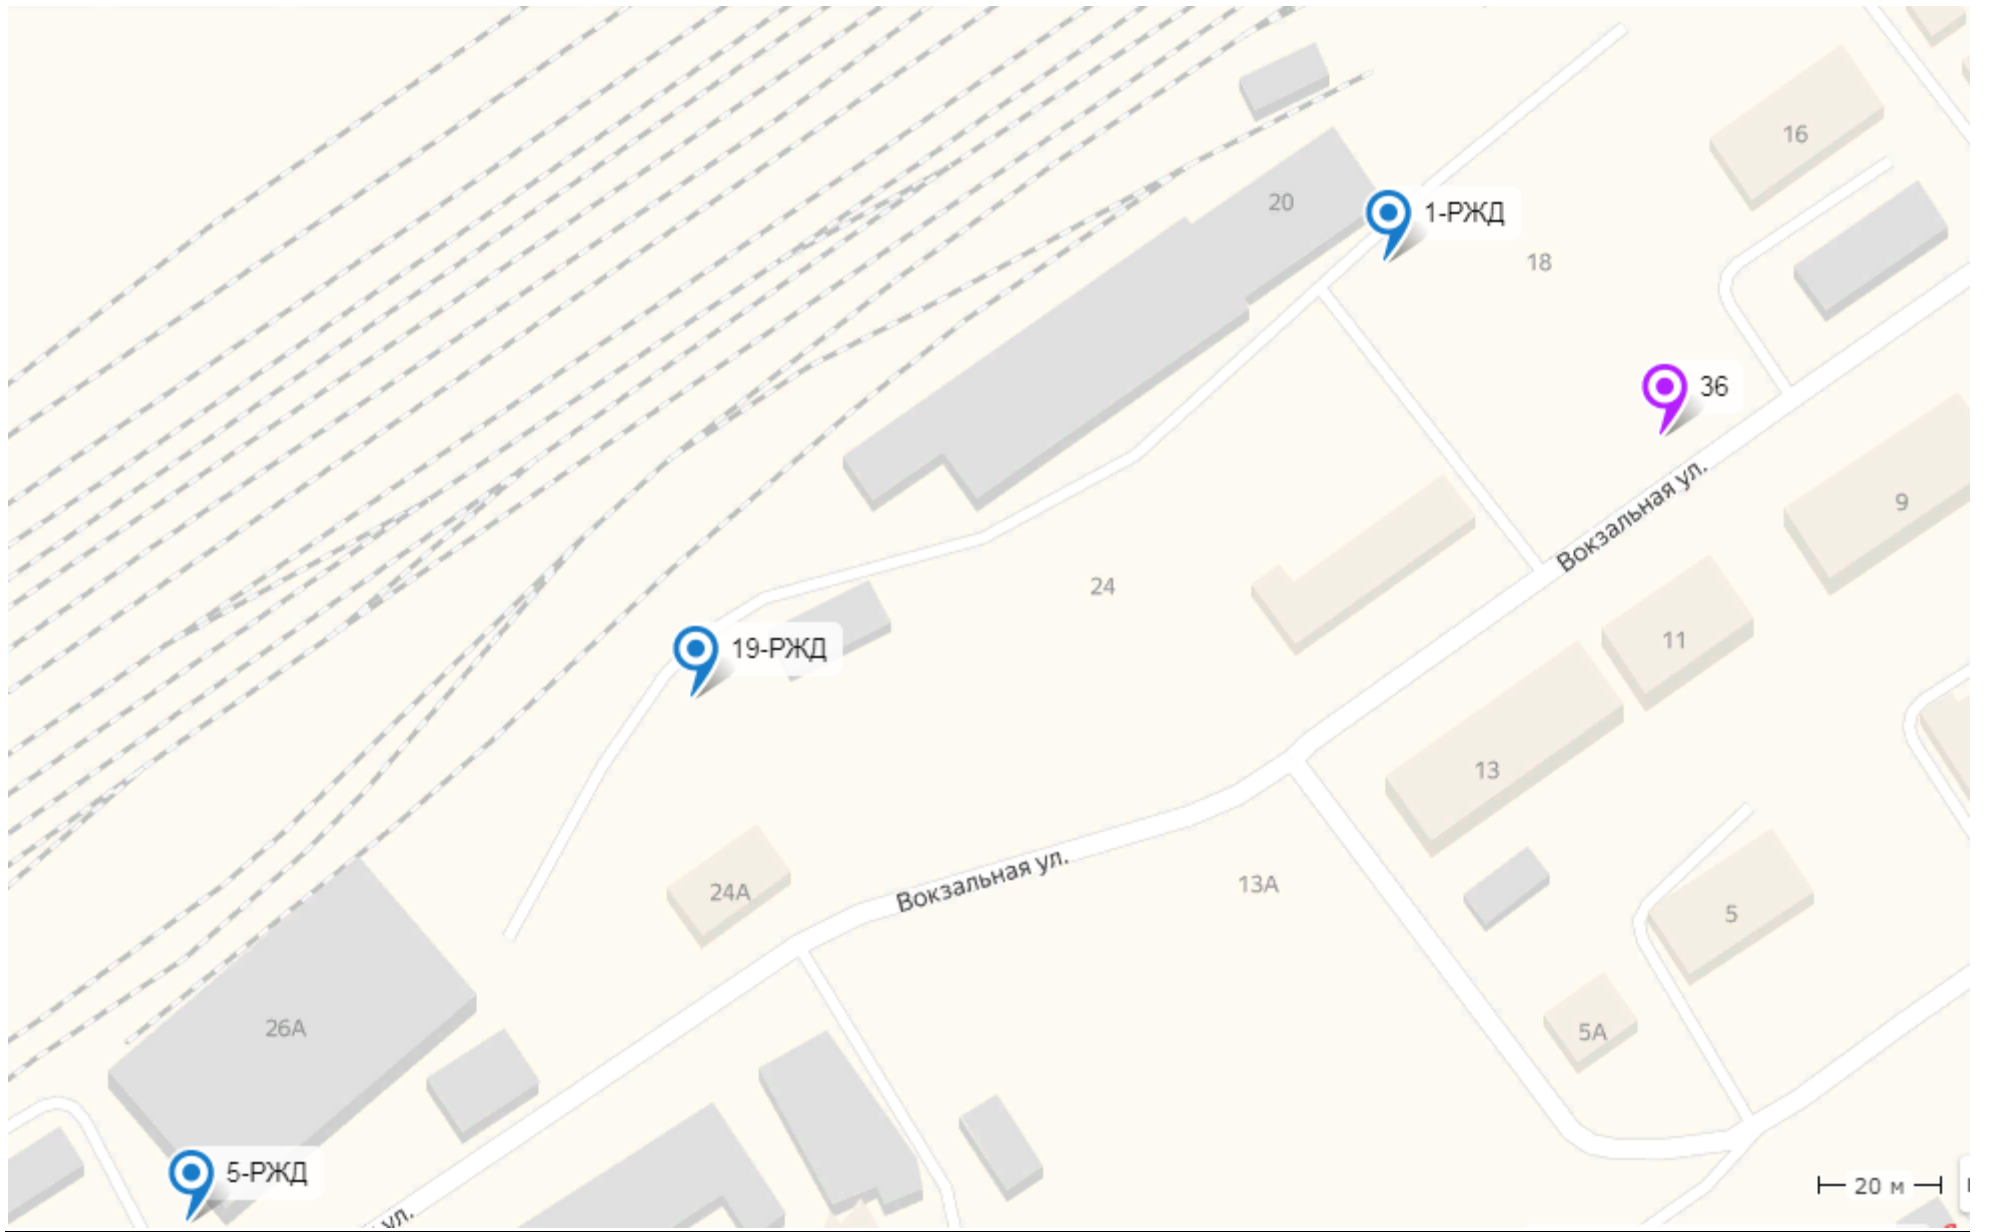 16
20
1-РЖД
18
36
Вокзальная ул.
9
24
11
19-РЖД
13
24А
Вокзальная ул.
13А
5
26А
5А
5-РЖД
20 м
ул.